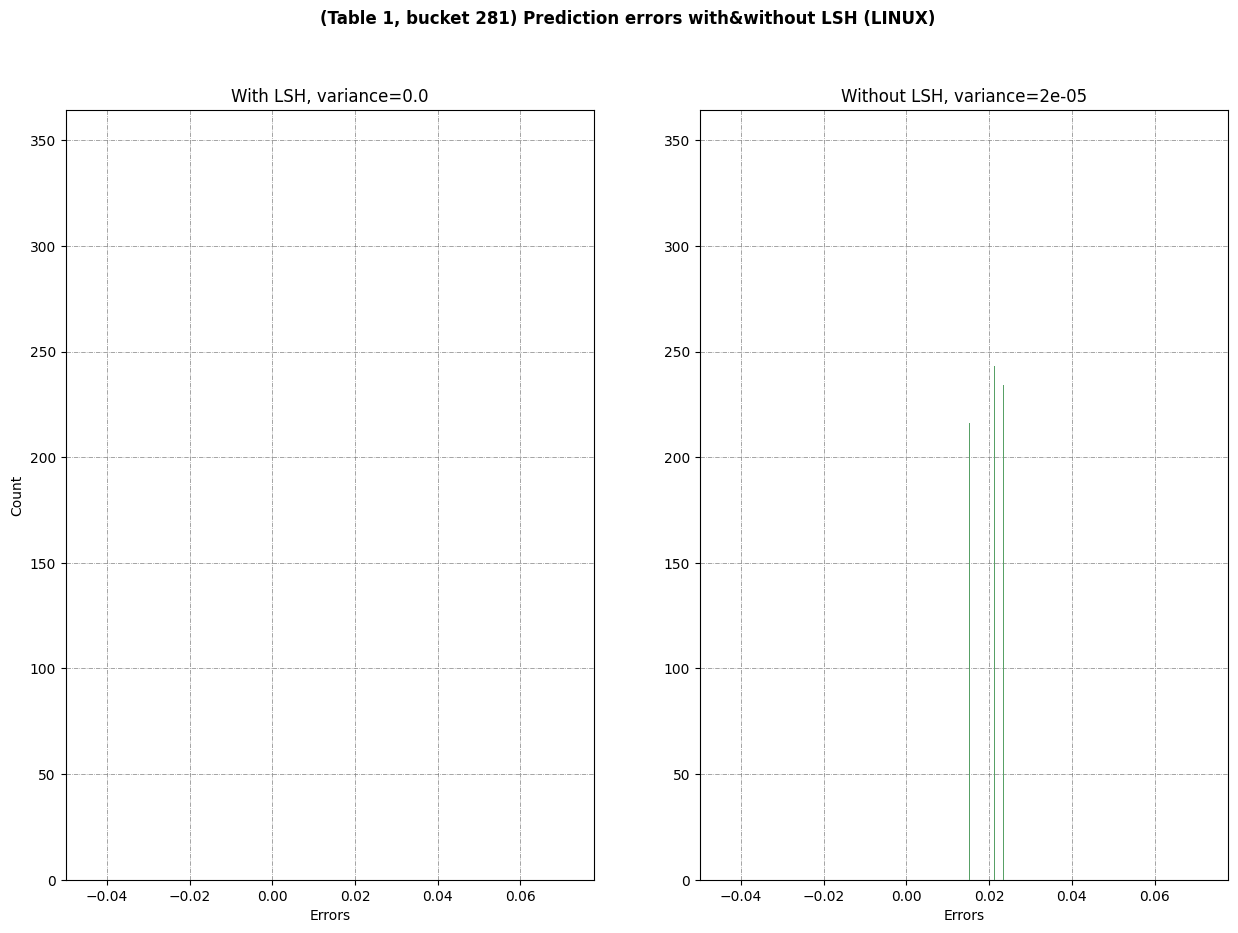 (Table 1, bucket 281) Prediction errors with&without LSH (LINUX)
With LSH, variance=0.0
350
300
250
200
150
100
50
0
Count
−0.04 −0.02 0.00 0.02 0.04 0.06
Errors
Without LSH, variance=2e-05
350
300
250
200
150
100
50
0
−0.04 −0.02 0.00 0.02 0.04 0.06
Errors